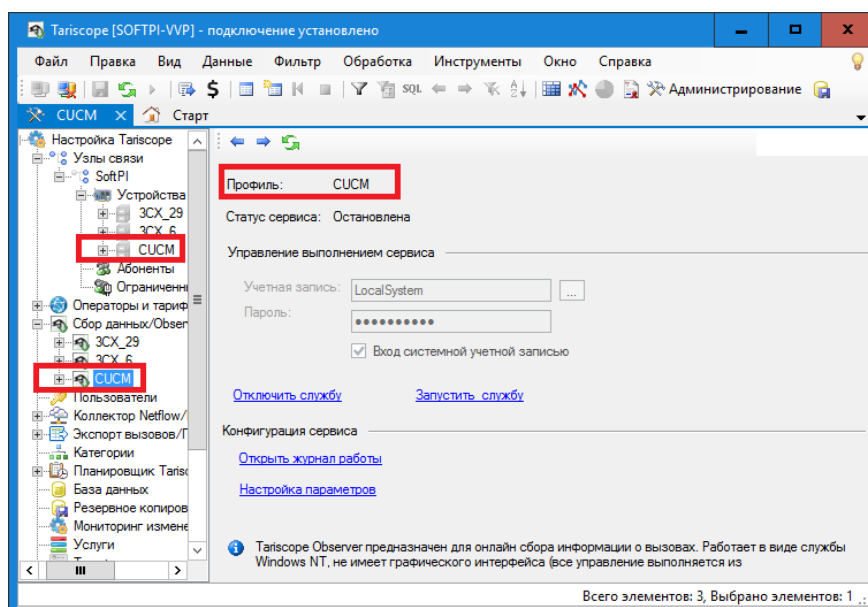 Tariscope [SOFTPI-VVP] - подключение установлено
Файл Правка Вид Данные Фильтр Обработка Инструменты Окно Справка
SQL Администрирование
CUCM Старт
Настройка Tariscope
Узлы связи
SoftPI
Устройства
3CX_29
3CX_6
CUCM
Абоненты
Ограничени
Операторы и тариф
Сбор данных/Obser
3CX_29
3CX_6
CUCM
Пользователи
Коллектор Netflow/
Экспорт вызовов/Г
Категории
Планировщик Taris
База данных
Резервное копиров
Мониторинг измене
Услуги
Профиль: CUCM
Статус сервиса: Остановлена
Управление выполнением сервиса
Учетная запись: LocalSystem ...
Пароль: ●●●●●●●●●●
Вход системной учетной записью
Отключить службу Запустить службу
Конфигурация сервиса
Открыть журнал работы
Настройка параметров
Tariscope Observer предназначен для онлайн сбора информации о вызовах. Работает в виде службы
Windows NT, не имеет графического интерфейса (все управление выполняется из
Всего элементов: 3, Выбрано элементов: 1